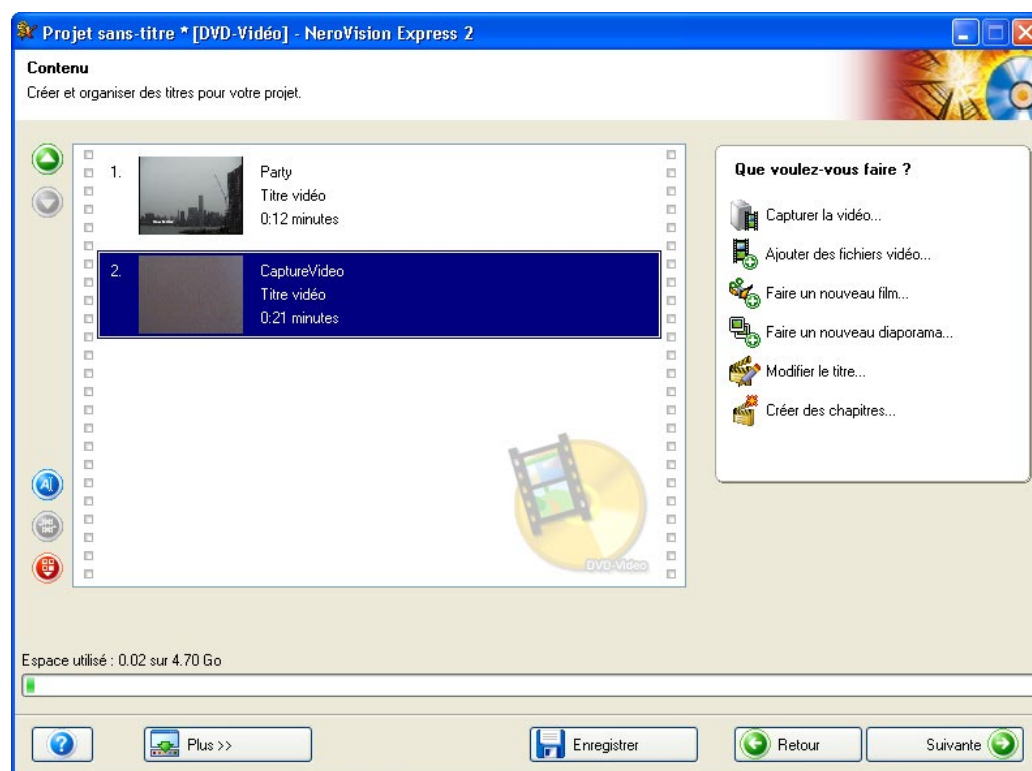 Projet sans-titre * [DVD-Vidéo] - NeroVision Express 2
Contenu
Créer et organiser des titres pour votre projet.
1.
Party
Titre vidéo
0:12 minutes
2.
CaptureVideo
Titre vidéo
0:21 minutes
DVD-Video
Que voulez-vous faire ?
Capturer la vidéo...
Ajouter des fichiers vidéo...
Faire un nouveau film...
Faire un nouveau diaporama...
Modifier le titre...
Créer des chapitres...
Espace utilisé : 0.02 sur 4.70 Go
Plus >>
Enregistrer
Retour
Suivante